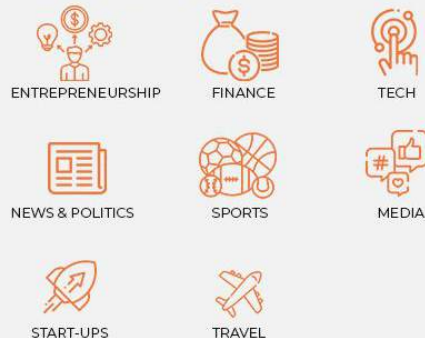 ENTREPRENEURSHIP
FINANCE
TECH
NEWS & POLITICS
SPORTS
MEDIA
START-UPS
TRAVEL